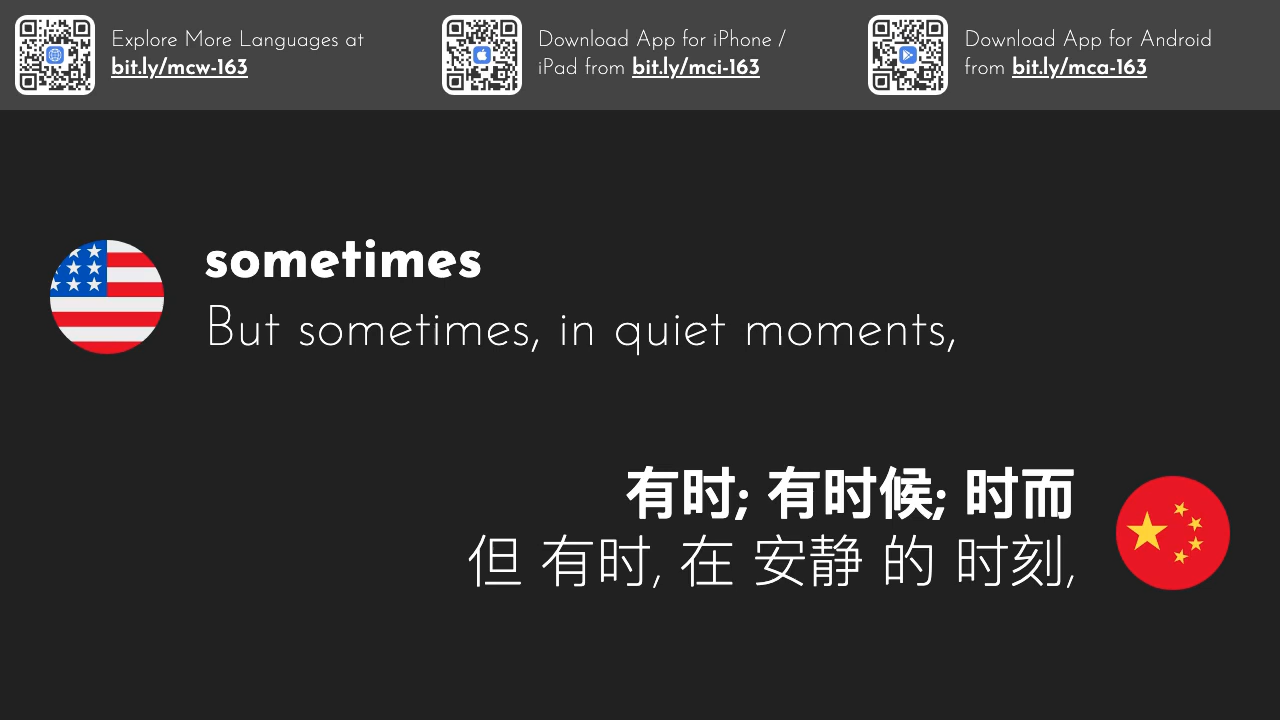 Explore More Languages at
bit.ly/mcw-163
Download App for iPhone /
iPad from bit.ly/mci-163
Download App for Android
from bit.ly/mca-163
sometimes
But sometimes, in quiet moments,
有时; 有时候; 时而
但 有时, 在 安静 的 时刻,